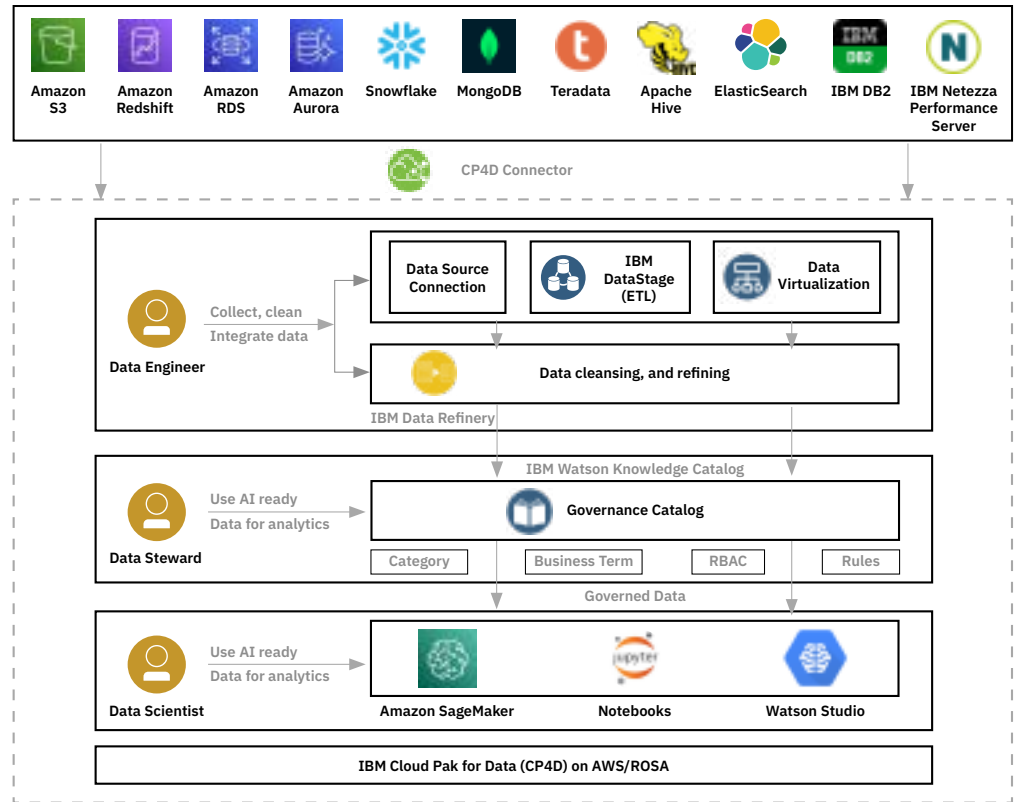 IBM
DB2
Amazon S3
Amazon Redshift
Amazon RDS
Amazon Aurora
Snowflake
MongoDB
Teradata
Apache Hive
ElasticSearch
IBM DB2
IBM Netezza Performance Server
CP4D Connector
Data Source
Connection
IBM
DataStage
(ETL)
Data
Virtualization
Collect, clean
Integrate data
Data Engineer
Data cleansing, and refining
IBM Data Refinery
IBM Watson Knowledge Catalog
Use AI ready
Data for analytics
Data Steward
Governance Catalog
Category
Business Term
RBAC
Rules
Governed Data
Use AI ready
Data for analytics
Data Scientist
jupyter
Amazon SageMaker
Notebooks
Watson Studio
IBM Cloud Pak for Data (CP4D) on AWS/ROSA